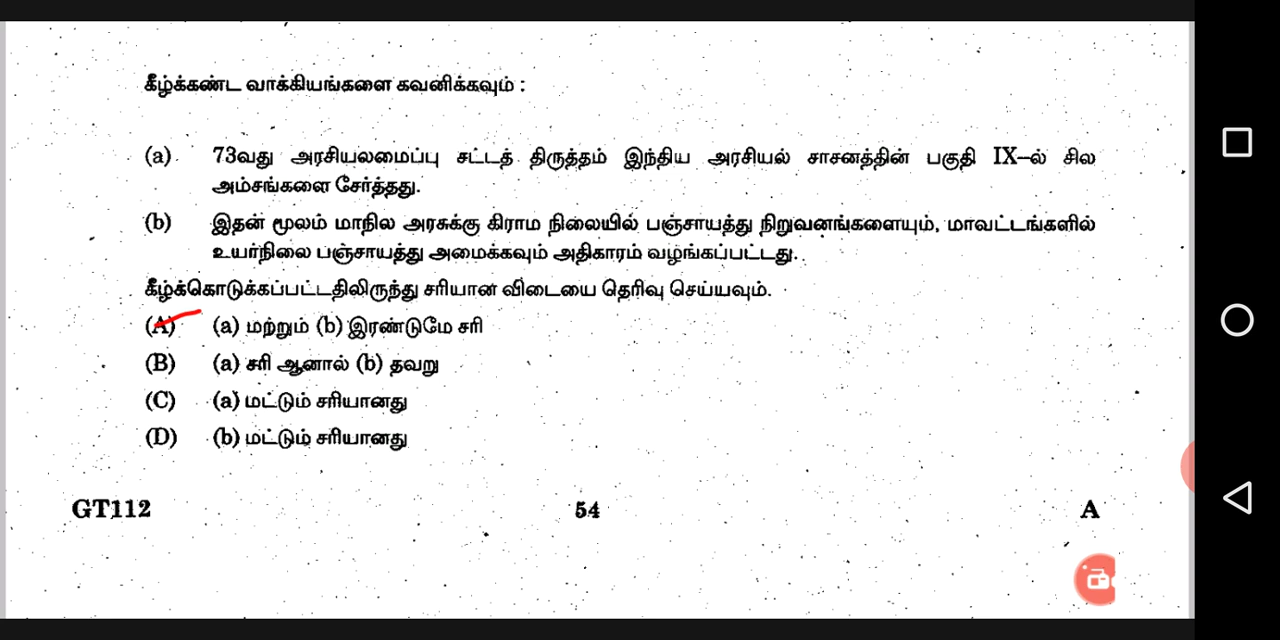 கீழ்க்கண்ட வாக்கியங்களை கவனிக்கவும் :
(a) 73வது அரசியலமைப்பு சட்டத் திருத்தம் இந்திய அரசியல் சாசனத்தின் பகுதி IX–ல் சில
அம்சங்களை சேர்த்தது.
(b) இதன் மூலம் மாநில அரசுக்கு கிராம நிலையில் பஞ்சாயத்து நிறுவனங்களையும், மாவட்டங்களில்
உயர்நிலை பஞ்சாயத்து அமைக்கவும் அதிகாரம் வழங்கப்பட்டது.
கீழ்க்கொடுக்கப்பட்டதிலிருந்து சரியான விடையை தெரிவு செய்யவும்.
(A) (a) மற்றும் (b) இரண்டுமே சரி
(B) (a) சரி ஆனால் (b) தவறு
(C) (a) மட்டும் சரியானது
(D) (b) மட்டும் சரியானது
GT112 54 A